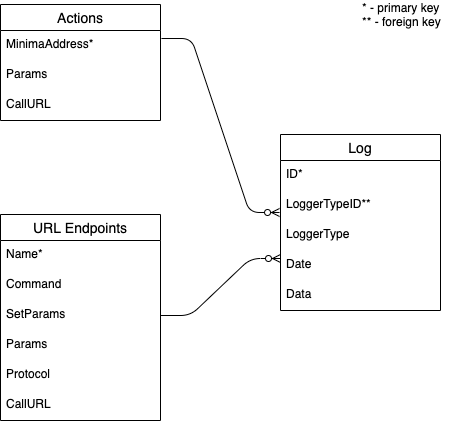 Actions
MinimaAddress*
Params
CallURL
* - primary key
** - foreign key
Log
ID*
LoggerTypeID**
LoggerType
Date
Data
URL Endpoints
Name*
Command
SetParams
Params
Protocol
CallURL